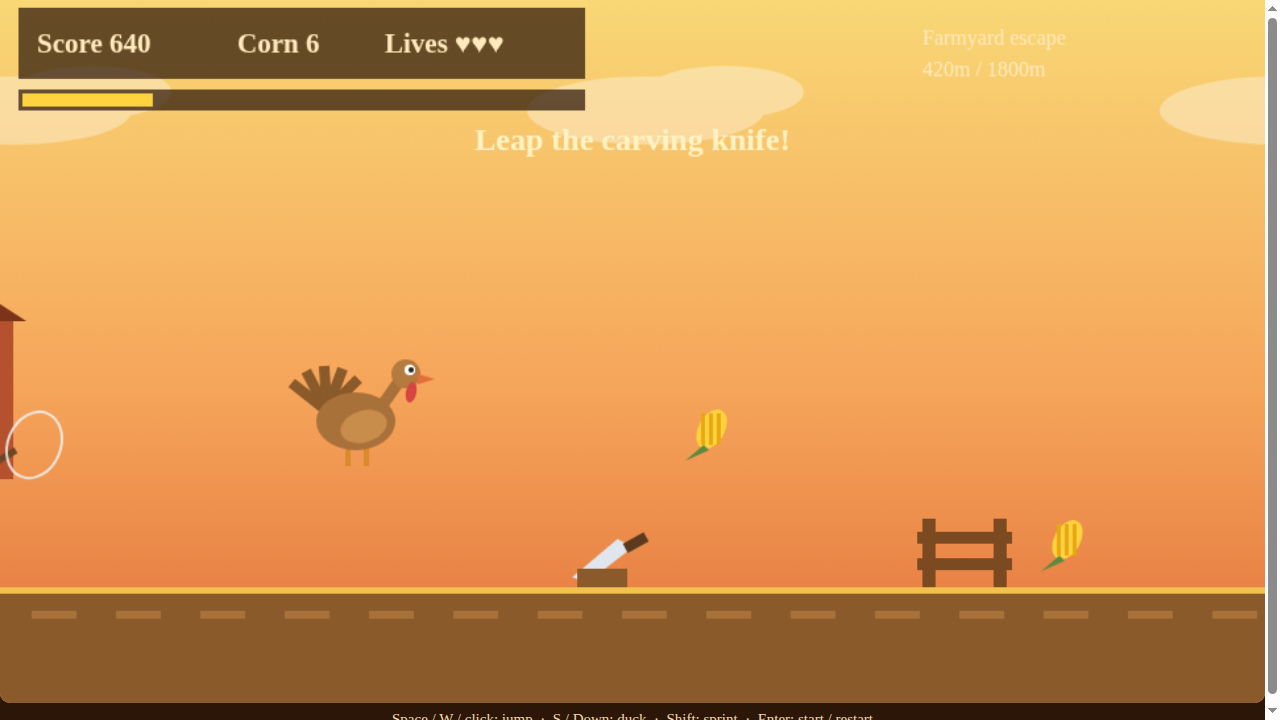 Score 640 Corn 6 Lives ♥♥♥
Farmyard escape
420m / 1800m
Leap the carving knife!
Space / W / click: jump · S / Down: duck · Shift: sprint · Enter: start / restart